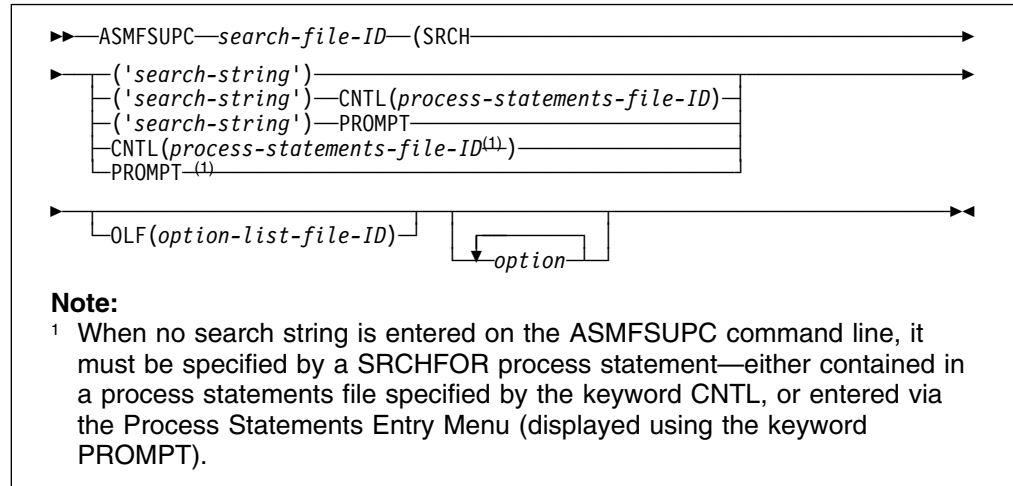 ASMFSUPC search-file-ID (SRCH
('search-string')
('search-string') CNTL(process-statements-file-ID)
('search-string') PROMPT
CNTL(process-statements-file-ID(1))
PROMPT (1)
OLF(option-list-file-ID)
option
Note:
1 When no search string is entered on the ASMFSUPC command line, it
must be specified by a SRCHFOR process statement—either contained in
a process statements file specified by the keyword CNTL, or entered via
the Process Statements Entry Menu (displayed using the keyword
PROMPT).